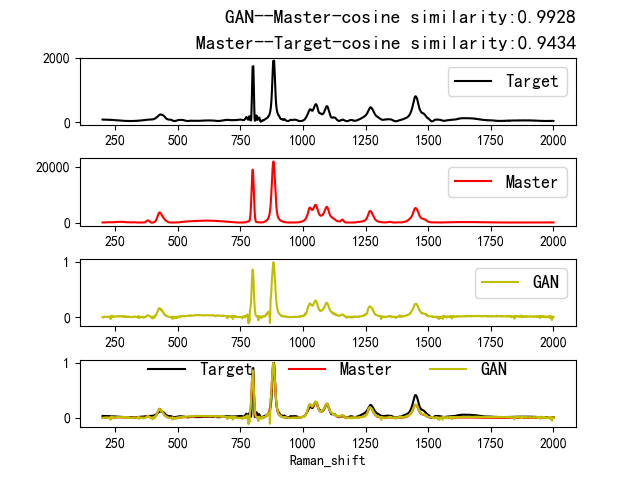 GAN--Master-cosine similarity:0.9928
Master--Target-cosine similarity:0.9434
2000
0
Target
250 500 750 1000 1250 1500 1750 2000
20000
0
Master
250 500 750 1000 1250 1500 1750 2000
1
0
GAN
250 500 750 1000 1250 1500 1750 2000
1
0
Target Master GAN
250 500 750 1000 1250 1500 1750 2000
Raman_shift